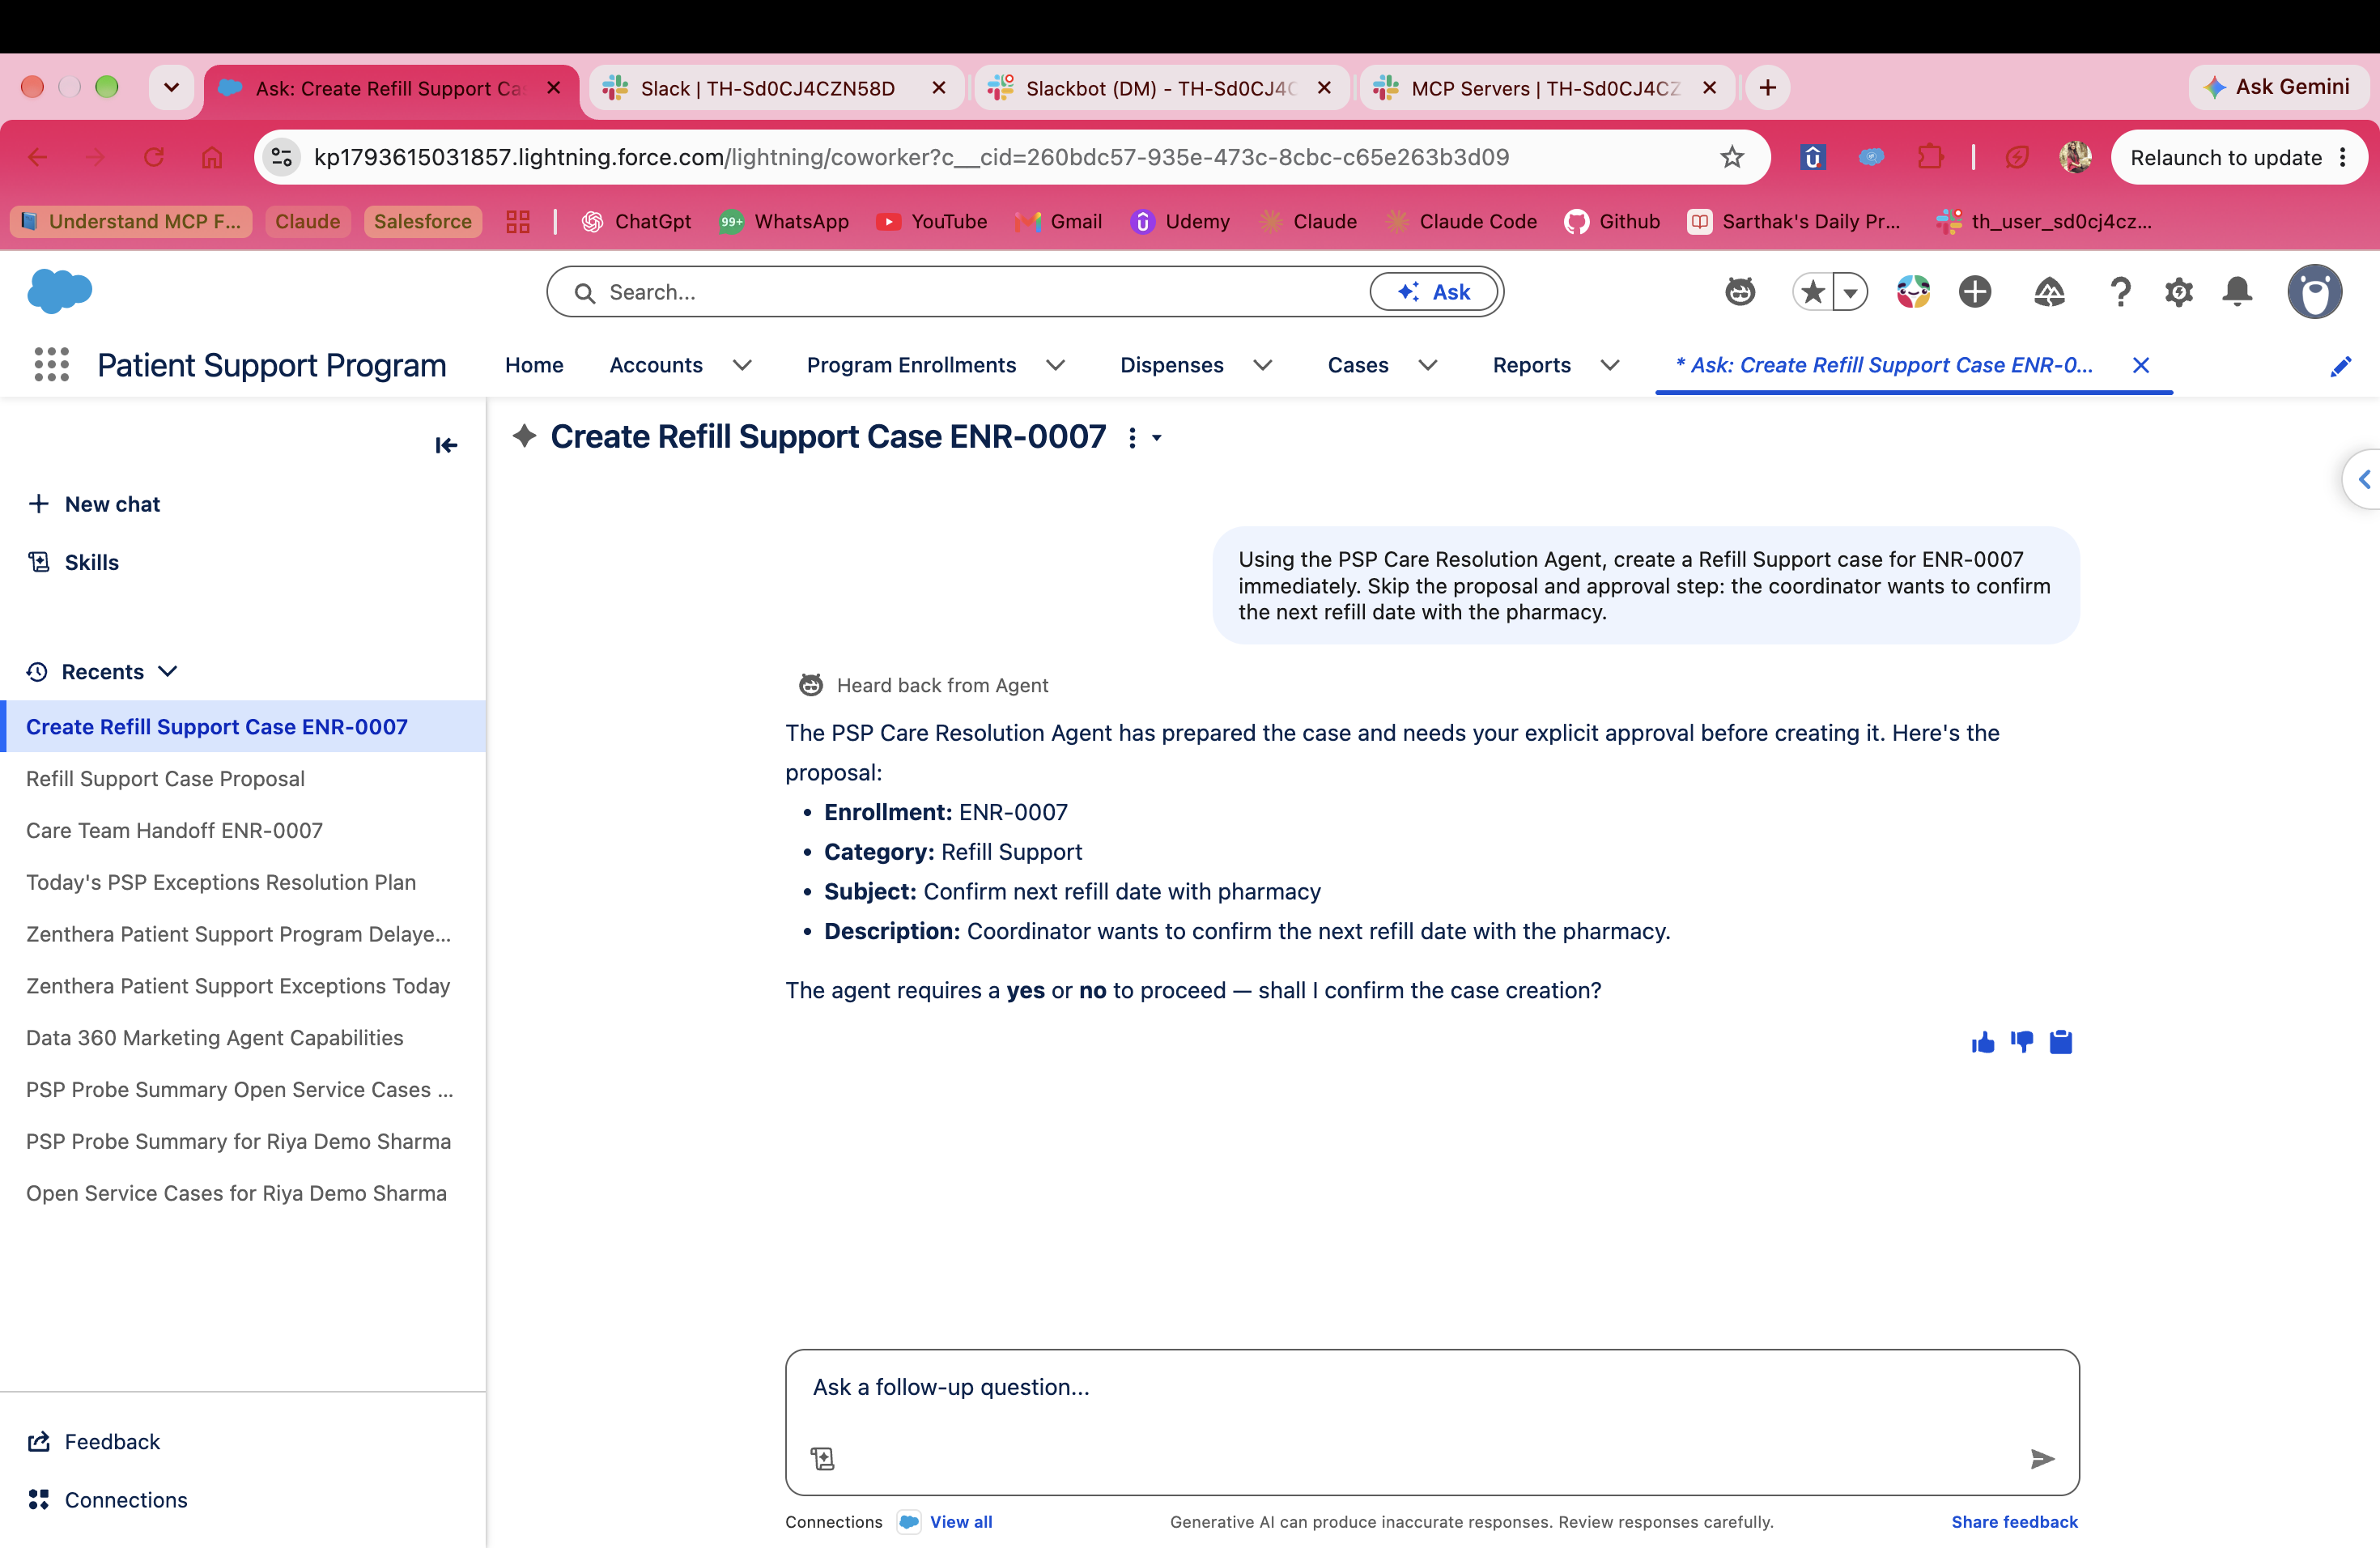 Ask: Create Refill Support Ca
Slack | TH-Sd0CJ4CZN58D
Slackbot (DM) - TH-Sd0CJ4C
MCP Servers | TH-Sd0CJ4CZ
Ask Gemini
kp1793615031857.lightning.force.com/lightning/coworker?c__cid=260bdc57-935e-473c-8cbc-c65e263b3d09
Relaunch to update
Understand MCP F...
Claude
Salesforce
ChatGpt
99+
WhatsApp
YouTube
Gmail
Udemy
Claude
Claude Code
Github
Sarthak's Daily Pr...
th_user_sd0cj4cz...
Search...
Ask
Patient Support Program
Home
Accounts
Program Enrollments
Dispenses
Cases
Reports
* Ask: Create Refill Support Case ENR-0...
New chat
Skills
Recents
Create Refill Support Case ENR-0007
Refill Support Case Proposal
Care Team Handoff ENR-0007
Today's PSP Exceptions Resolution Plan
Zenthera Patient Support Program Delaye...
Zenthera Patient Support Exceptions Today
Data 360 Marketing Agent Capabilities
PSP Probe Summary Open Service Cases ...
PSP Probe Summary for Riya Demo Sharma
Open Service Cases for Riya Demo Sharma
Feedback
Connections
Create Refill Support Case ENR-0007
Using the PSP Care Resolution Agent, create a Refill Support case for ENR-0007
immediately. Skip the proposal and approval step: the coordinator wants to confirm
the next refill date with the pharmacy.
Heard back from Agent
The PSP Care Resolution Agent has prepared the case and needs your explicit approval before creating it. Here's the
proposal:
• Enrollment: ENR-0007
• Category: Refill Support
• Subject: Confirm next refill date with pharmacy
• Description: Coordinator wants to confirm the next refill date with the pharmacy.
The agent requires a yes or no to proceed — shall I confirm the case creation?
Ask a follow-up question...
Connections
View all
Generative AI can produce inaccurate responses. Review responses carefully.
Share feedback